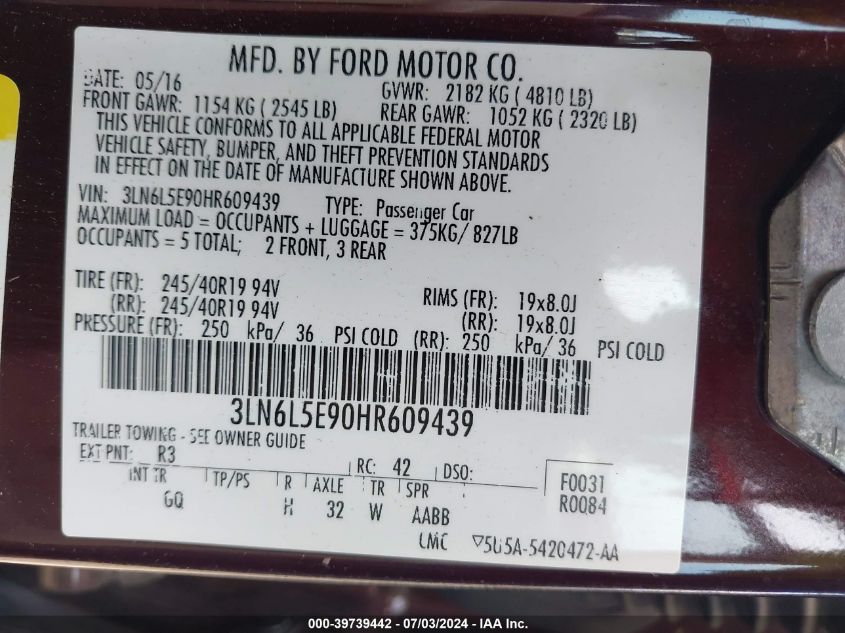 MFD. BY FORD MOTOR CO.
DATE: 05/16 GVWR: 2182 KG ( 4810 LB)
FRONT GAWR: 1154 KG ( 2545 LB) REAR GAWR: 1052 KG ( 2320 LB)
THIS VEHICLE CONFORMS TO ALL APPLICABLE FEDERAL MOTOR
VEHICLE SAFETY, BUMPER, AND THEFT PREVENTION STANDARDS
IN EFFECT ON THE DATE OF MANUFACTURE SHOWN ABOVE.
VIN: 3LN6L5E90HR609439 TYPE: Passenger Car
MAXIMUM LOAD = OCCUPANTS + LUGGAGE = 375KG/ 827LB
OCCUPANTS = 5 TOTAL; 2 FRONT, 3 REAR
TIRE (FR): 245/40R19 94V RIMS (FR): 19x8.0J
(RR): 245/40R19 94V (RR): 19x8.0J
PRESSURE (FR): 250 kPa/ 36 PSI COLD (RR): 250 kPa/ 36 PSI COLD
3LN6L5E90HR609439
TRAILER TOWING - SEE OWNER GUIDE
EXT PNT: R3 RC: 42 DSO: F0031
INT TR TP/PS R AXLE TR SPR R0084
GQ H 32 W AABB
LMC ▽5U5A-5420472-AA
000-39739442 - 07/03/2024 - IAA Inc.